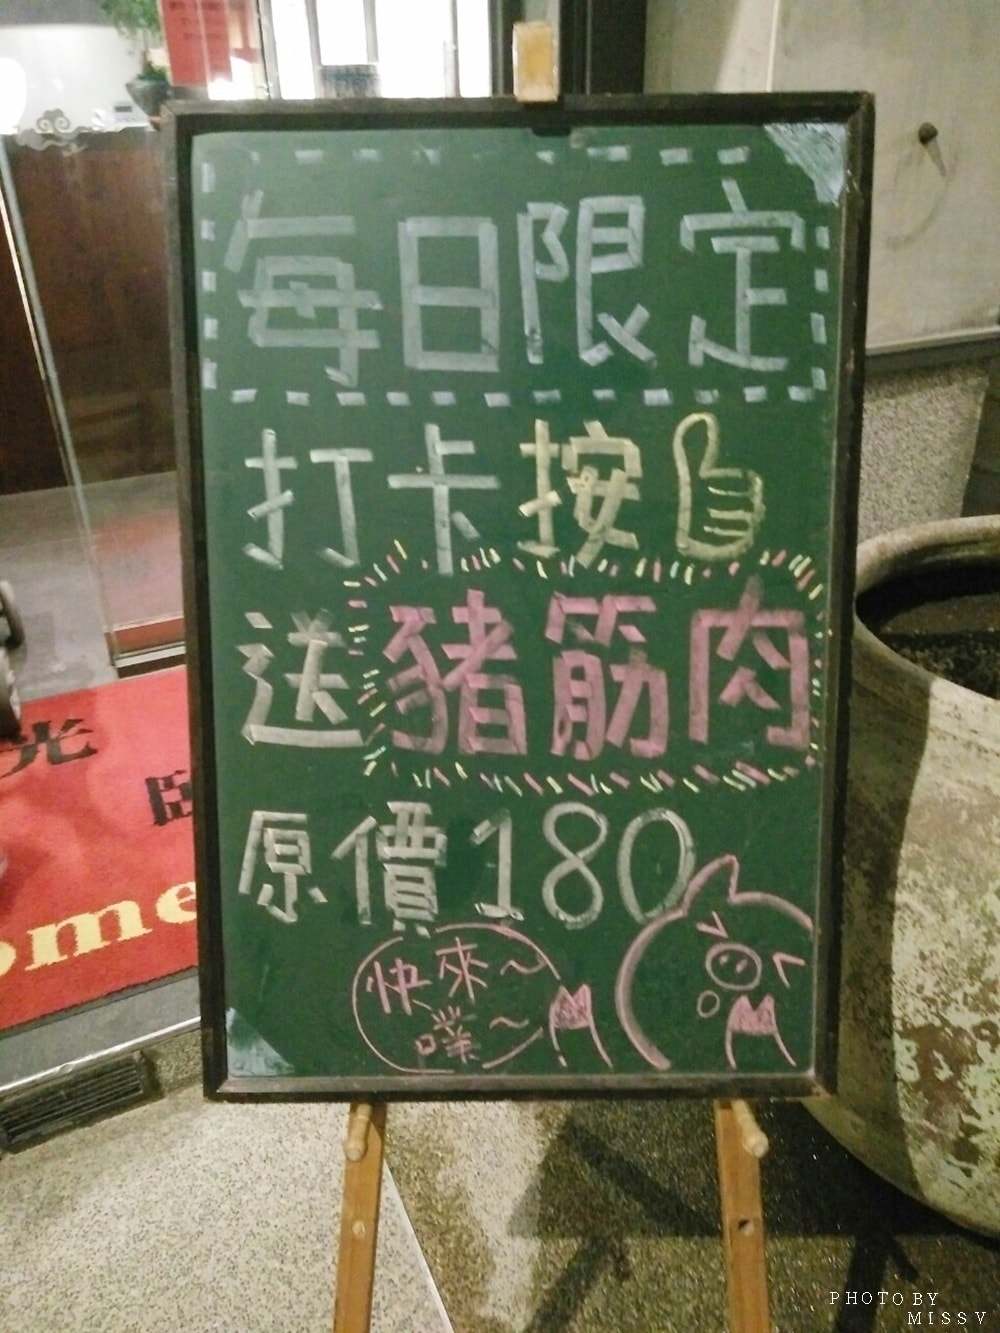 每日限定
打卡按
送豬筋肉
原價180
快來~
噗~
光
ome
PHOTO BY
MISS V